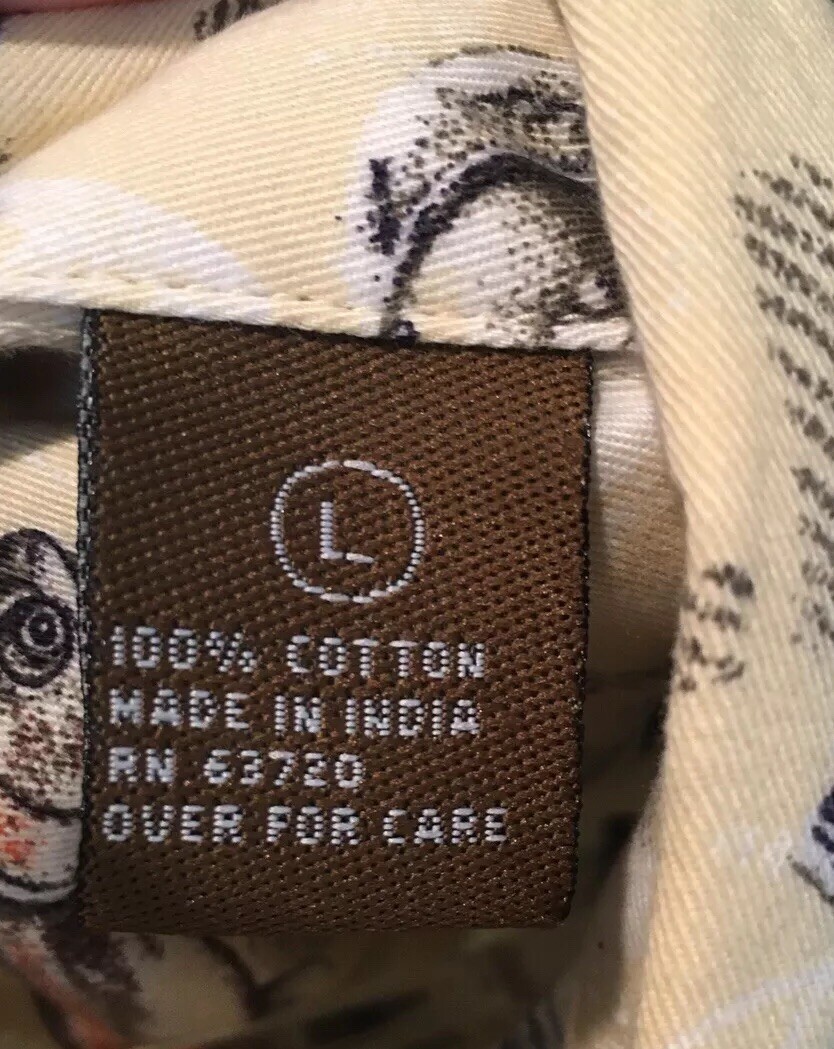 L
100% COTTON
MADE IN INDIA
RN 63720
OVER FOR CARE